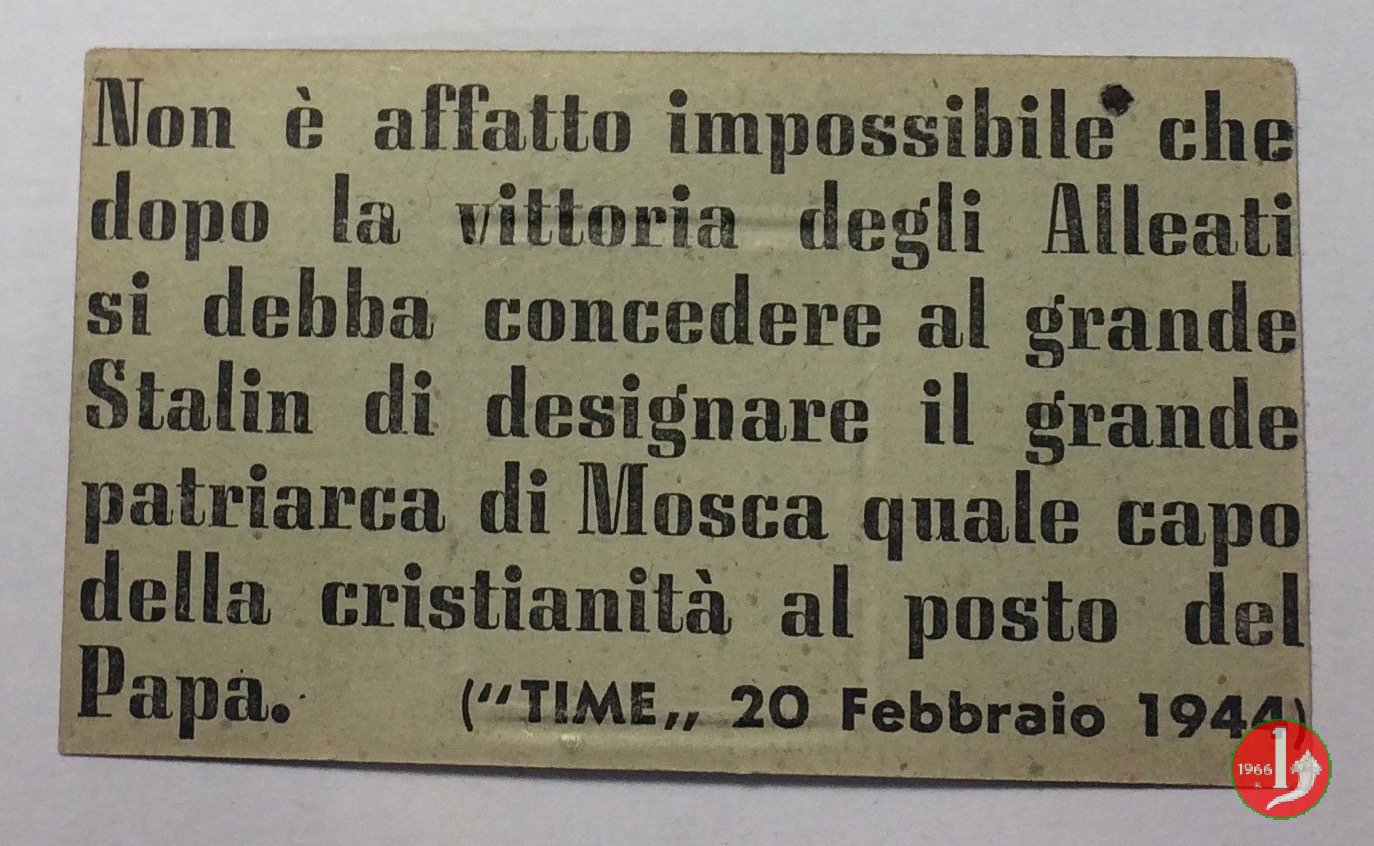 Non è affatto impossibile che
dopo la vittoria degli Alleati
si debba concedere al grande
Stalin di designare il grande
patriarca di Mosca quale capo
della cristianità al posto del
Papa. (“TIME„ 20 Febbraio 1944)
1966